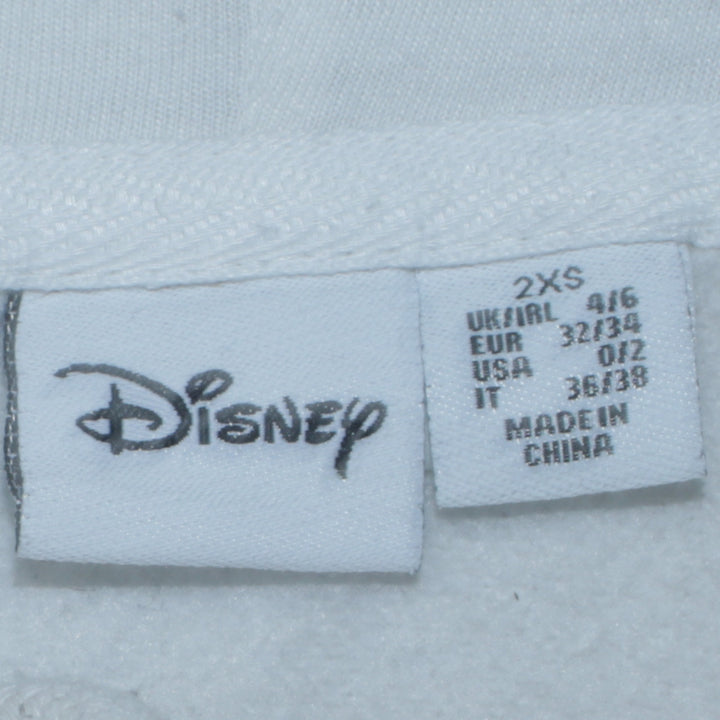 Disney
2XS
UK/IRL 4/6
EUR 32/34
USA 0/2
IT 36/38
MADE IN
CHINA